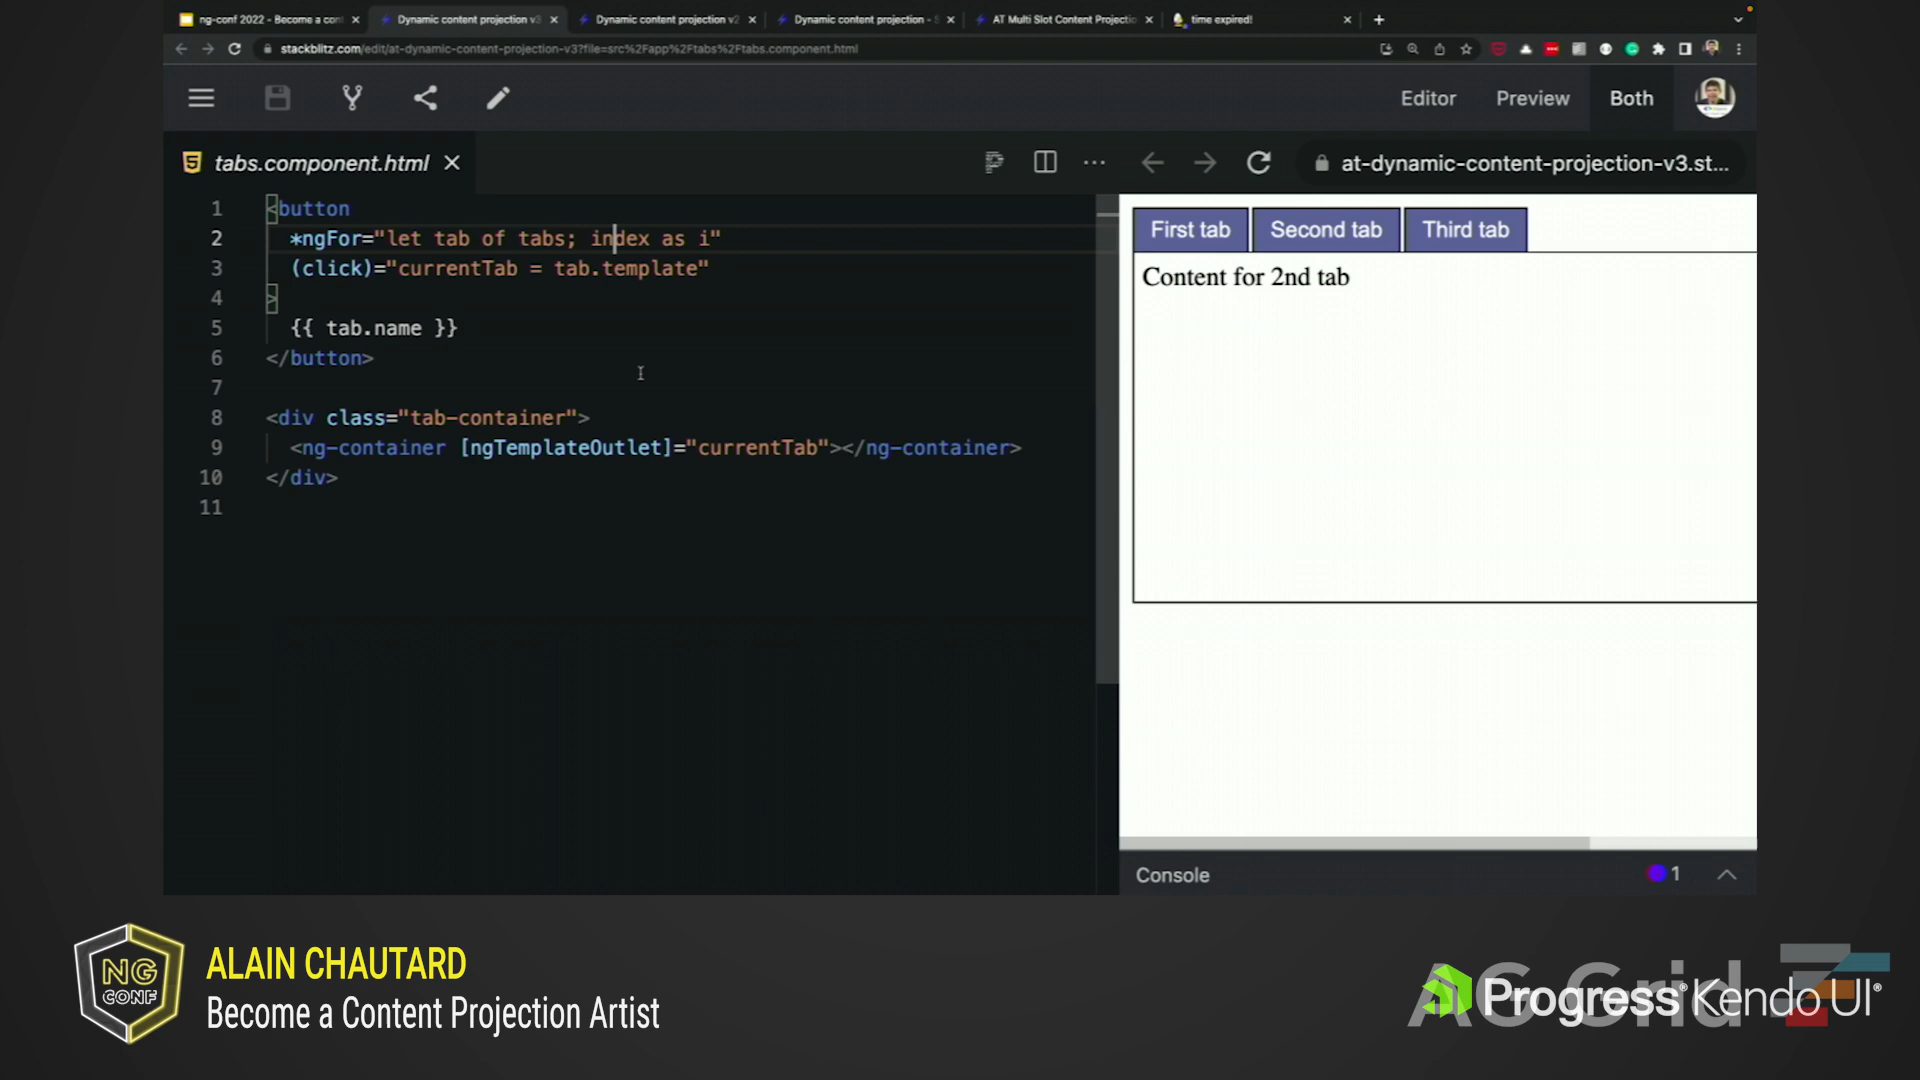 ng-conf 2022 - Become a cont
Dynamic content projection v3
Dynamic content projection v2
Dynamic content projection - S
AT Multi Slot Content Projectio
time expired!
stackblitz.com/edit/at-dynamic-content-projection-v3?file=src%2Fapp%2Ftabs%2Ftabs.component.html
Editor
Preview
Both
tabs.component.html
at-dynamic-content-projection-v3.st...
1 <button
2 *ngFor="let tab of tabs; index as i"
3 (click)="currentTab = tab.template"
4 >
5 {{ tab.name }}
6 </button>
7
8 <div class="tab-container">
9 <ng-container [ngTemplateOutlet]="currentTab"></ng-container>
10 </div>
11
First tab
Second tab
Third tab
Content for 2nd tab
Console
1
NG
CONF
ALAIN CHAUTARD
Become a Content Projection Artist
AG Grid
Progress® Kendo UI®